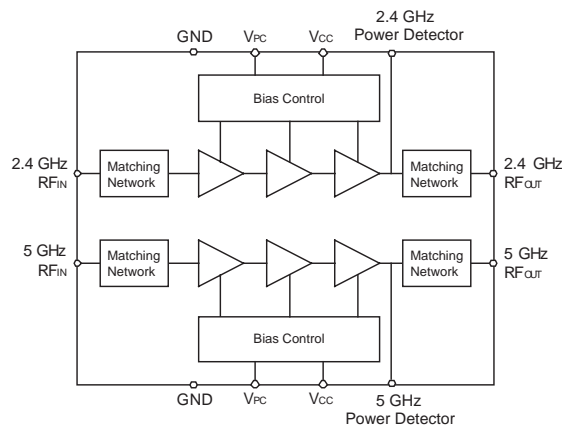 2.4 GHz
Power Detector
GND
VPC
VCC
Bias Control
2.4 GHz
RFIN
Matching
Network
Matching
Network
2.4 GHz
RFOUT
5 GHz
RFIN
Matching
Network
Matching
Network
5 GHz
RFOUT
Bias Control
GND
VPC
VCC
5 GHz
Power Detector